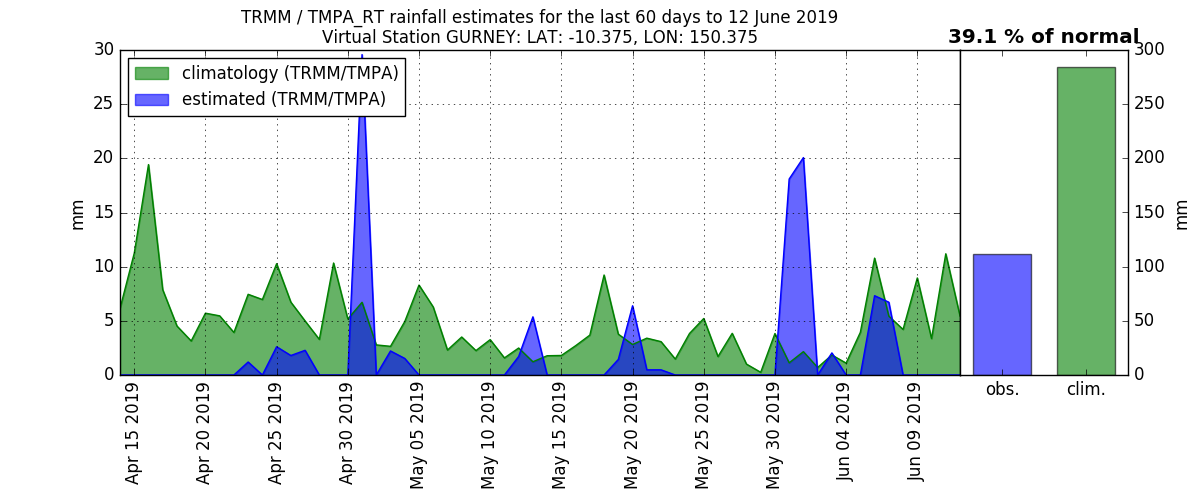 TRMM / TMPA_RT rainfall estimates for the last 60 days to 12 June 2019
Virtual Station GURNEY: LAT: -10.375, LON: 150.375
39.1 % of normal
climatology (TRMM/TMPA)
estimated (TRMM/TMPA)
30
25
20
15
10
5
0
mm
300
250
200
150
100
50
0
mm
Apr 15 2019
Apr 20 2019
Apr 25 2019
Apr 30 2019
May 05 2019
May 10 2019
May 15 2019
May 20 2019
May 25 2019
May 30 2019
Jun 04 2019
Jun 09 2019
obs.
clim.